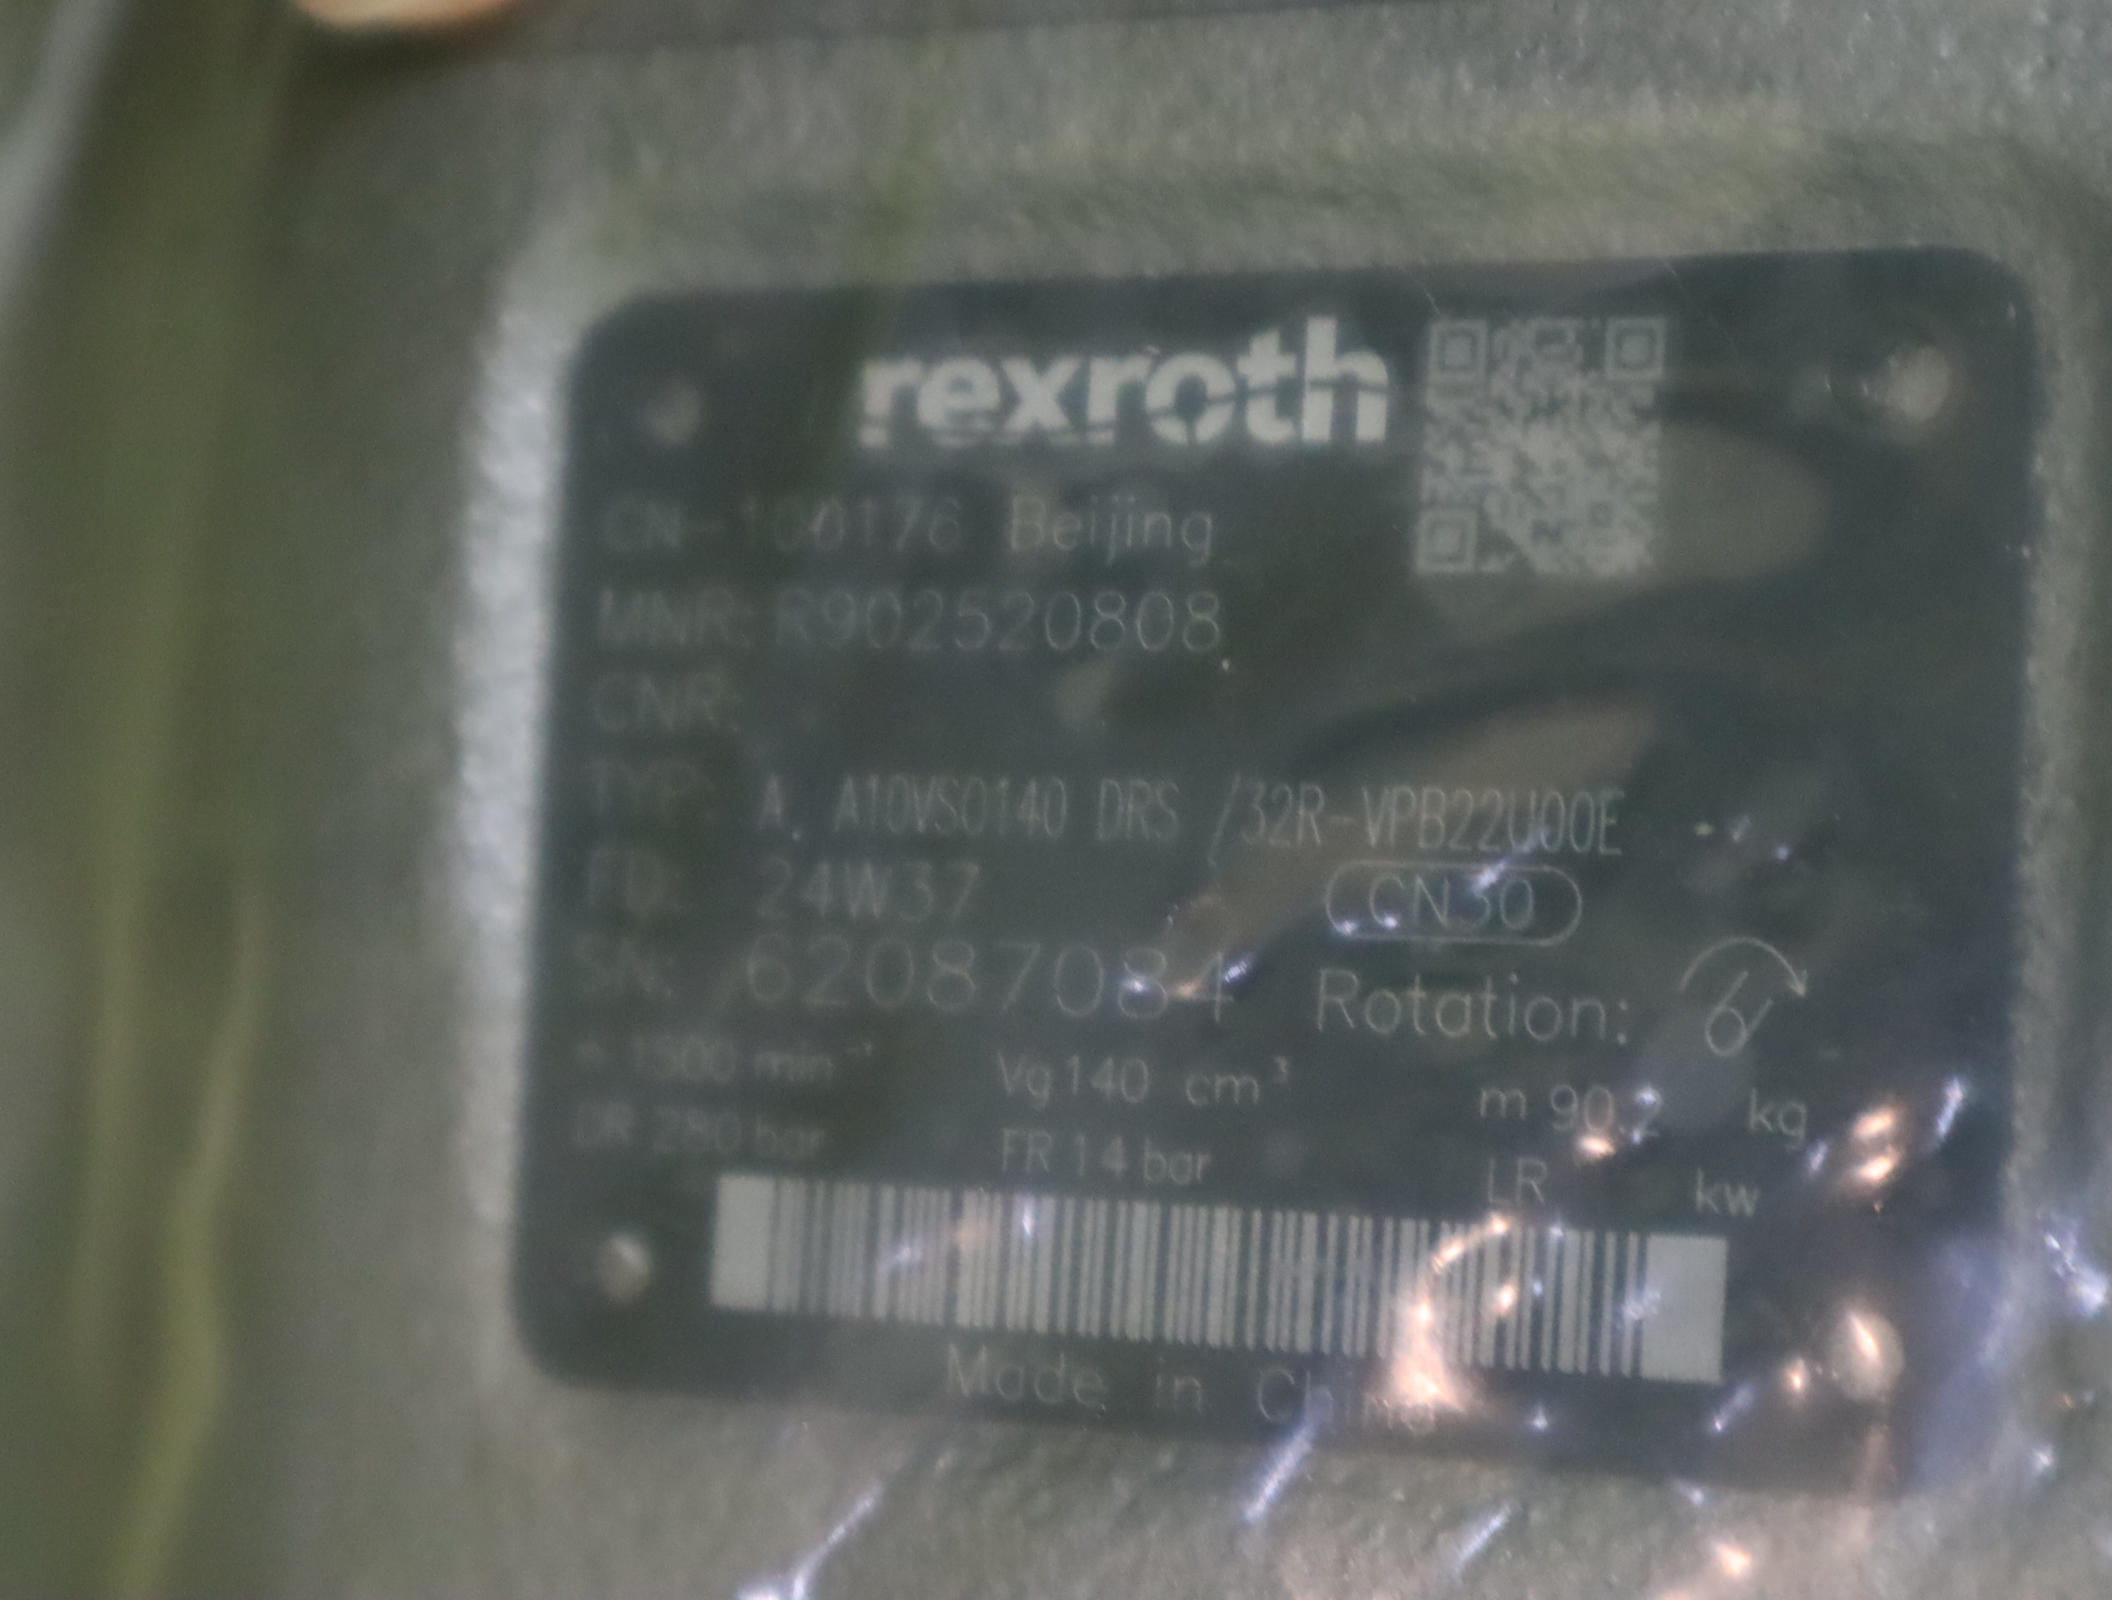 rexroth
CN-100176 Beijing
MNR: R902520808
CNR:
TYP: A A10VSO140 DRS /32R-VPB22U00E
FD: 24W37 CN30
SN: 62087084 Rotation:
n 1500 min⁻¹ Vg 140 cm³ m 90.2 kg
DR 280 bar FR 14 bar LR kw
Made in China